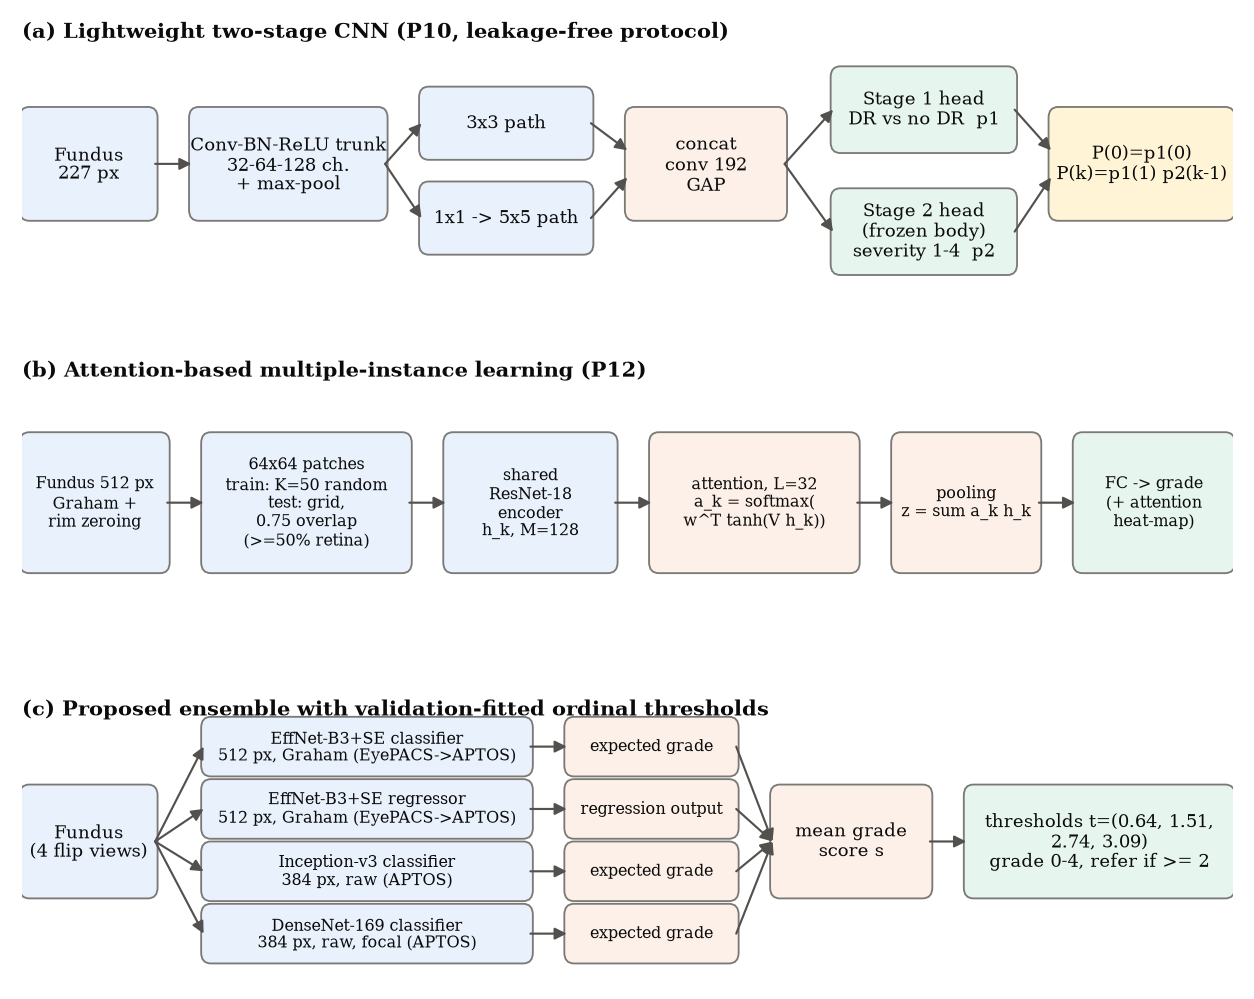 (a) Lightweight two-stage CNN (P10, leakage-free protocol)
Fundus
227 px
Conv-BN-ReLU trunk
32-64-128 ch.
+ max-pool
3x3 path
1x1 -> 5x5 path
concat
conv 192
GAP
Stage 1 head
DR vs no DR  p1
Stage 2 head
(frozen body)
severity 1-4  p2
P(0)=p1(0)
P(k)=p1(1) p2(k-1)
(b) Attention-based multiple-instance learning (P12)
Fundus 512 px
Graham +
rim zeroing
64x64 patches
train: K=50 random
test: grid,
0.75 overlap
(>=50% retina)
shared
ResNet-18
encoder
h_k, M=128
attention, L=32
a_k = softmax(
w^T tanh(V h_k))
pooling
z = sum a_k h_k
FC -> grade
(+ attention
heat-map)
(c) Proposed ensemble with validation-fitted ordinal thresholds
Fundus
(4 flip views)
EffNet-B3+SE classifier
512 px, Graham (EyePACS->APTOS)
expected grade
EffNet-B3+SE regressor
512 px, Graham (EyePACS->APTOS)
regression output
Inception-v3 classifier
384 px, raw (APTOS)
expected grade
DenseNet-169 classifier
384 px, raw, focal (APTOS)
expected grade
mean grade
score s
thresholds t=(0.64, 1.51,
2.74, 3.09)
grade 0-4, refer if >= 2